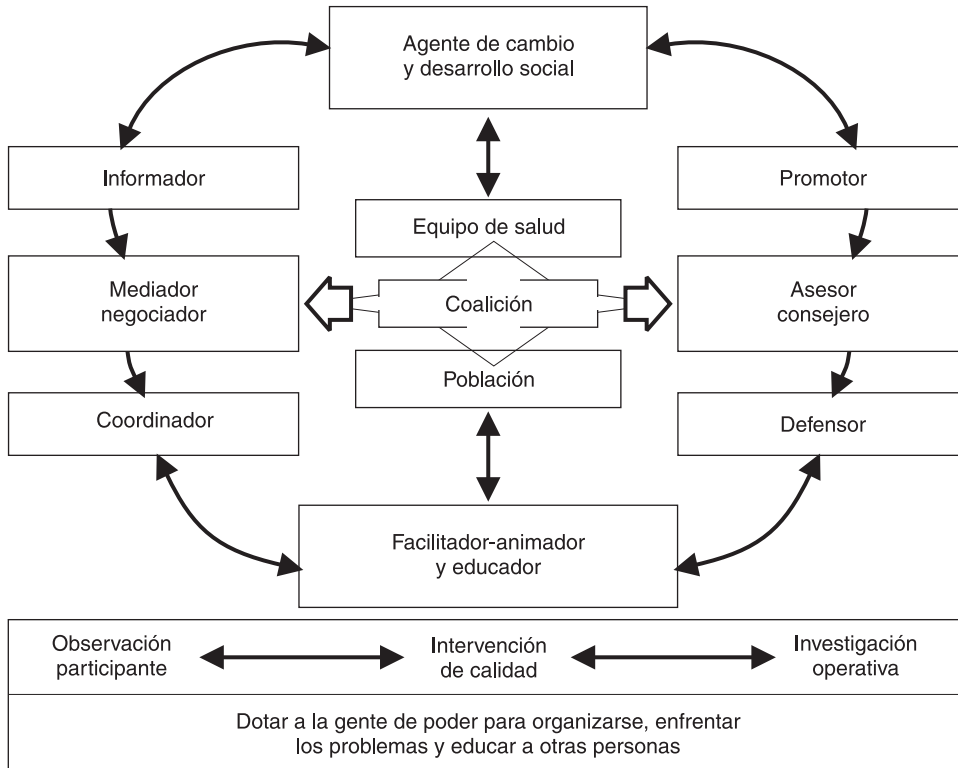 Agente de cambio
y desarrollo social
Informador
Promotor
Equipo de salud
Mediador
negociador
Coalición
Asesor
consejero
Población
Coordinador
Defensor
Facilitador-animador
y educador
Observación
participante
Intervención
de calidad
Investigación
operativa
Dotar a la gente de poder para organizarse, enfrentar
los problemas y educar a otras personas